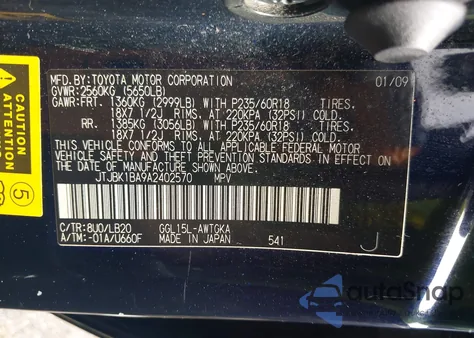 CAUTION
ATTENTION
5
MFD. BY: TOYOTA MOTOR CORPORATION 01/09
GVWR: 2560KG (5650LB)
GAWR: FRT. 1360KG (2999LB) WITH P235/60R18 TIRES.
18X7 1/2J RIMS, AT 220KPA (32PSI) COLD.
RR. 1385KG (3056LB) WITH P235/60R18 TIRES.
18X7 1/2J RIMS, AT 220KPA (32PSI) COLD.
THIS VEHICLE CONFORMS TO ALL APPLICABLE FEDERAL MOTOR
VEHICLE SAFETY STANDARDS IN EFFECT ON
THE DATE OF MANUFACTURE SHOWN ABOVE.
JTJBK1BA9A2402570 MPV
C/TR: 8U0/LB20 GGL15L-AWTGKA
A/TM: -01A/U660F MADE IN JAPAN 541 J
autoSnap